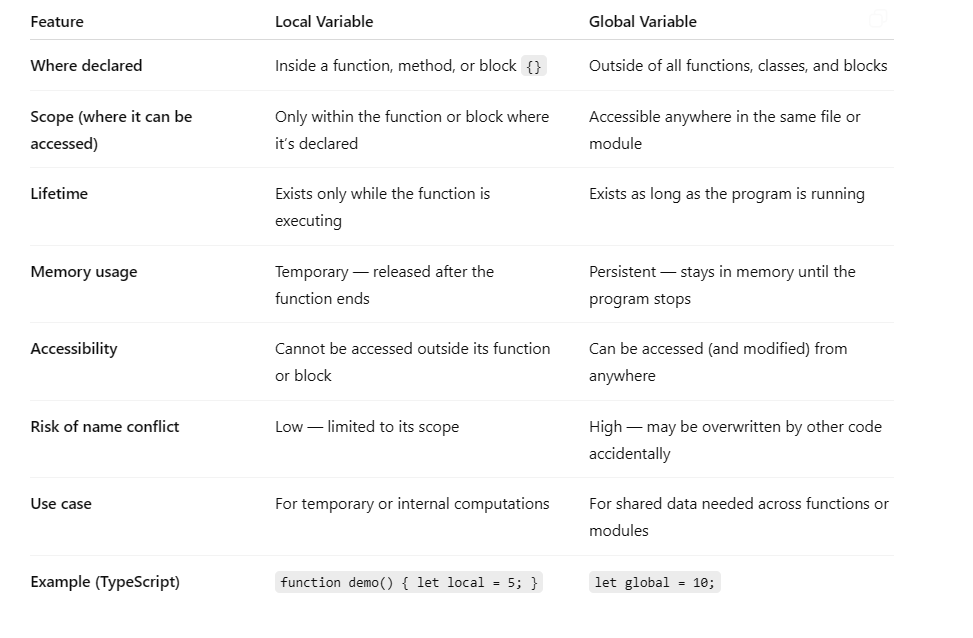 Feature Local Variable Global Variable
Where declared Inside a function, method, or block {} Outside of all functions, classes, and blocks
Scope (where it can be Only within the function or block where Accessible anywhere in the same file or
accessed) it's declared module
Lifetime Exists only while the function is Exists as long as the program is running
executing
Memory usage Temporary — released after the Persistent — stays in memory until the
function ends program stops
Accessibility Cannot be accessed outside its function Can be accessed (and modified) from
or block anywhere
Risk of name conflict Low — limited to its scope High — may be overwritten by other code
accidentally
Use case For temporary or internal computations For shared data needed across functions or
modules
Example (TypeScript) function demo() { let local = 5; } let global = 10;